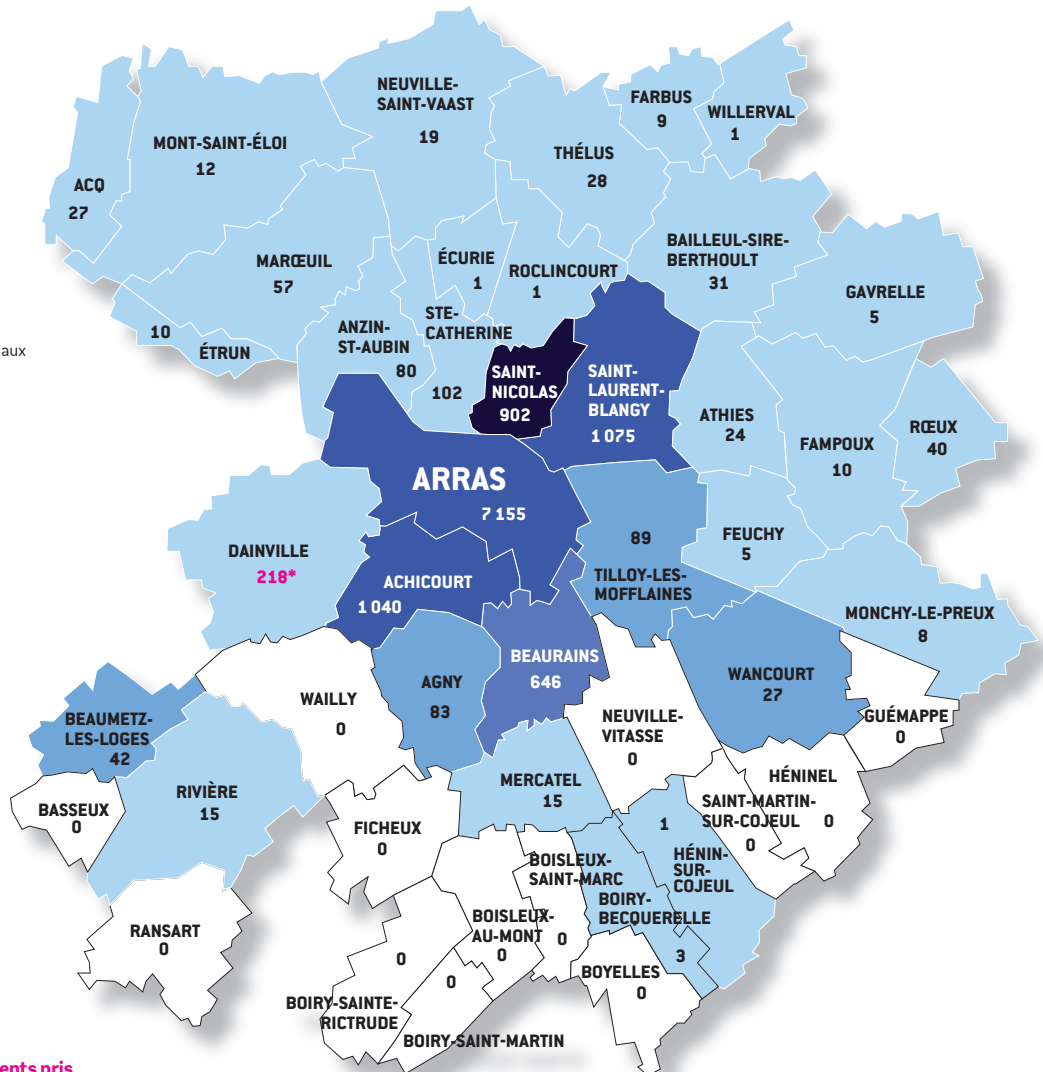 NEUVILLE-
SAINT-VAAST
19
FARBUS
9
WILLERVAL
1
MONT-SAINT-ÉLOI
12
THÉLUS
28
ACQ
27
MARŒUIL
57
ÉCURIE
1
ROCLINCOURT
1
BAILLEUL-SIRE-
BERTHOULT
31
GAVRELLE
5
10
ÉTRUN
ANZIN-
ST-AUBIN
80
STE-
CATHERINE
102
aux
SAINT-
NICOLAS
902
SAINT-
LAURENT-
BLANGY
1 075
ATHIES
24
FAMPOUX
10
RŒUX
40
ARRAS
7 155
DAINVILLE
218*
ACHICOURT
1 040
89
TILLOY-LES-
MOFFLAINES
FEUCHY
5
MONCHY-LE-PREUX
8
BEAURAINS
646
AGNY
83
WAILLY
0
WANCOURT
27
GUÉMAPPE
0
BEAUMETZ-
LES-LOGES
42
NEUVILLE-
VITASSE
0
BASSEUX
0
RIVIÈRE
15
MERCATEL
15
HÉNINEL
0
SAINT-MARTIN-
SUR-COJEUL
0
FICHEUX
0
1
HÉNIN-
SUR-
COJEUL
BOISLEUX-
SAINT-MARC
0
BOIRY-
BECQUERELLE
3
RANSART
0
BOISLEUX-
AU-MONT
0
BOYELLES
0
0
BOIRY-SAINTE-
RICTRUDE
0
BOIRY-SAINT-MARTIN
ents pris